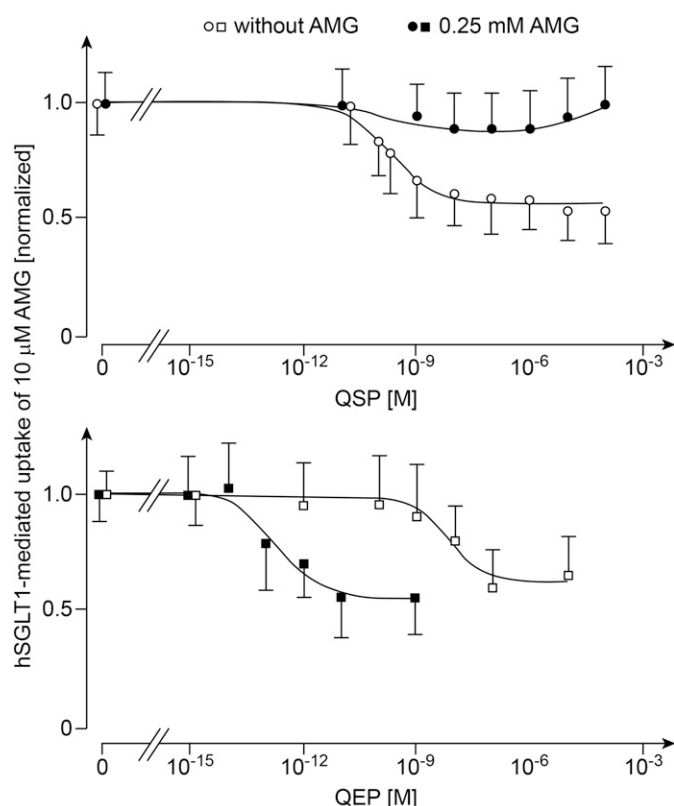 without AMG 0.25 mM AMG
hSGLT1-mediated uptake of 10 μM AMG [normalized]
1.0
0.5
0
0 10⁻¹⁵ 10⁻¹² 10⁻⁹ 10⁻⁶ 10⁻³
QSP [M]
1.0
0.5
0
0 10⁻¹⁵ 10⁻¹² 10⁻⁹ 10⁻⁶ 10⁻³
QEP [M]